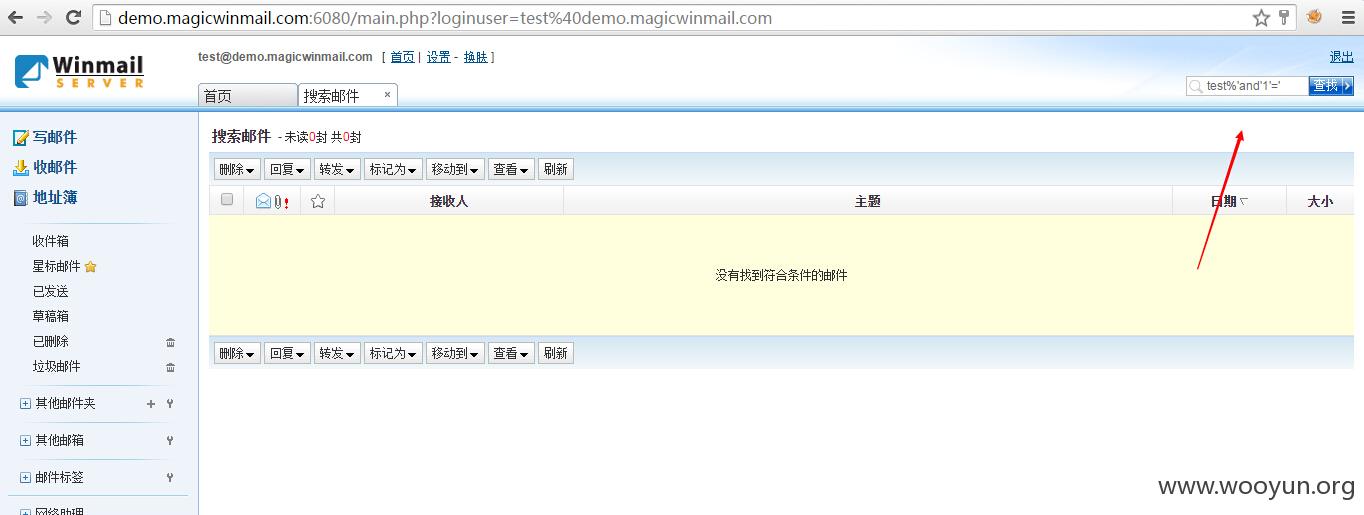 demo.magicwinmail.com:6080/main.php?loginuser=test%40demo.magicwinmail.com
Winmail
SERVER
test@demo.magicwinmail.com [ 首页 | 设置 - 换肤 ]
退出
首页
搜索邮件 ×
test%'and'1'='
查找
写邮件
收邮件
地址簿
收件箱
星标邮件
已发送
草稿箱
已删除
垃圾邮件
其他邮件夹
其他邮箱
邮件标签
网络助理
搜索邮件 - 未读0封 共0封
删除 回复 转发 标记为 移动到 查看 刷新
接收人 主题 日期 大小
没有找到符合条件的邮件
删除 回复 转发 标记为 移动到 查看 刷新
www.wooyun.org